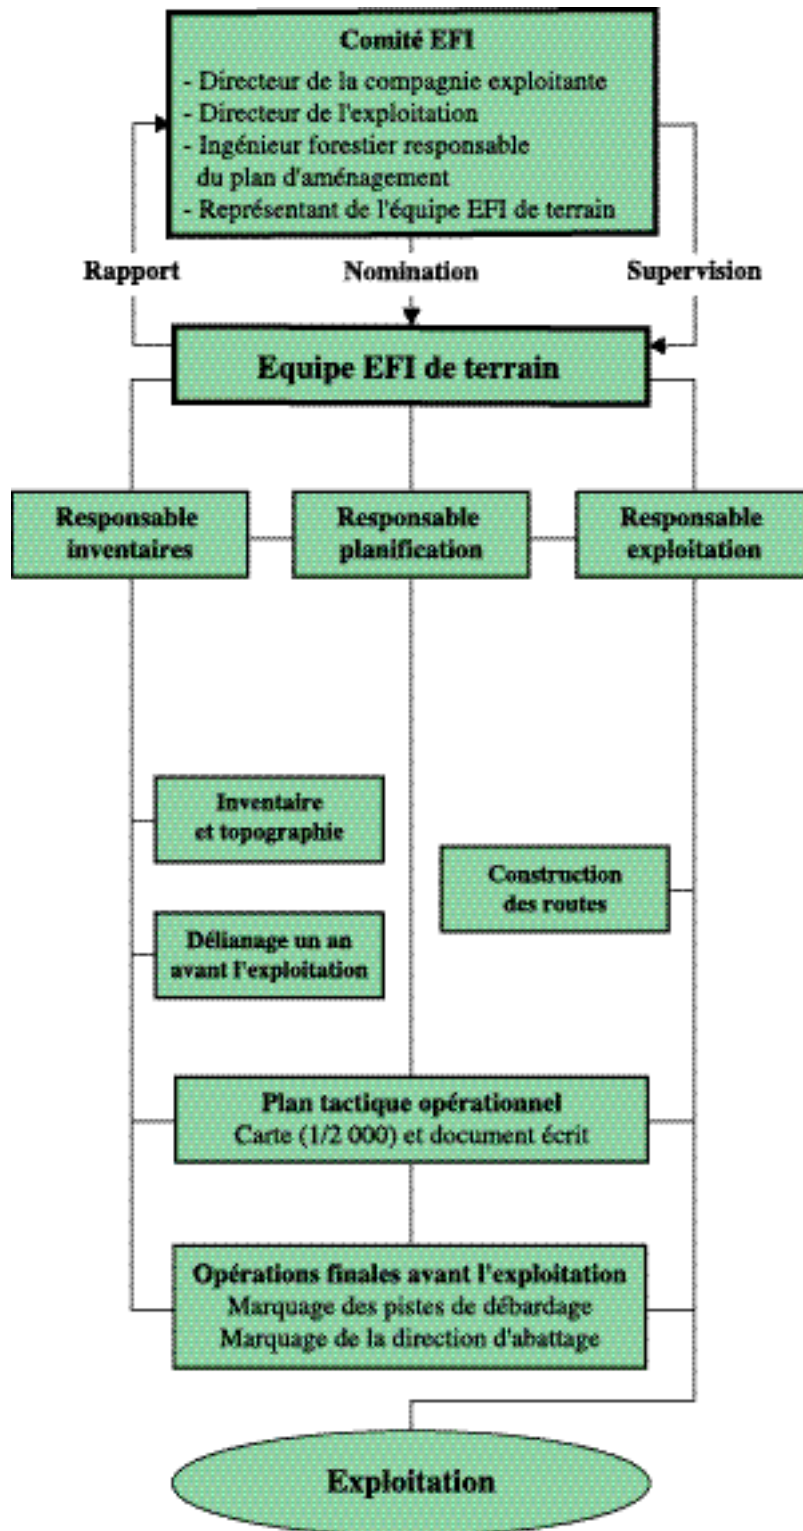 Comité EFI
- Directeur de la compagnie exploitante
- Directeur de l'exploitation
- Ingénieur forestier responsable
du plan d'aménagement
- Représentant de l'équipe EFI de terrain
Rapport
Nomination
Supervision
Equipe EFI de terrain
Responsable
inventaires
Responsable
planification
Responsable
exploitation
Inventaire
et topographie
Construction
des routes
Délianage un an
avant l'exploitation
Plan tactique opérationnel
Carte (1/2 000) et document écrit
Opérations finales avant l'exploitation
Marquage des pistes de débardage
Marquage de la direction d'abattage
Exploitation